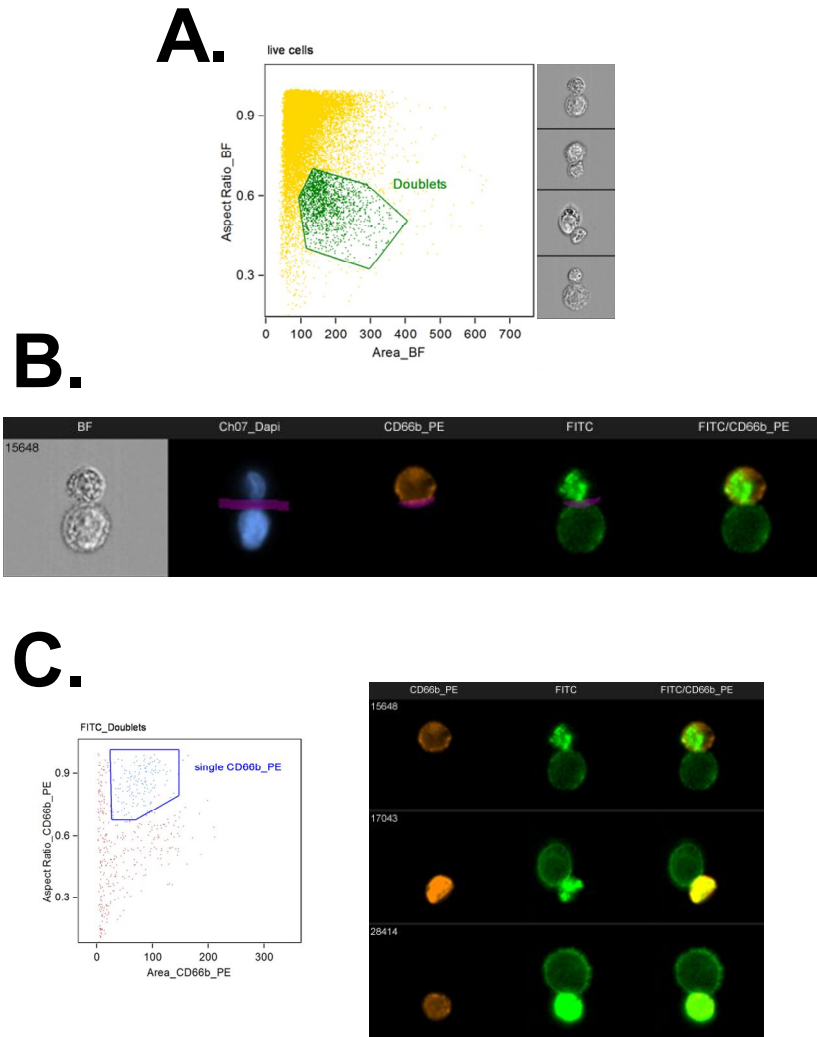 A.
live cells
Aspect Ratio_BF
0.9
0.6
0.3
Doublets
0 100 200 300 400 500 600 700
Area_BF
B.
BF Ch07_Dapi CD66b_PE FITC FITC/CD66b_PE
15648
C.
FITC_Doublets
Aspect Ratio_CD66b_PE
0.9
0.6
0.3
single CD66b_PE
0 100 200 300
Area_CD66b_PE
CD66b_PE FITC FITC/CD66b_PE
15648
17043
28414